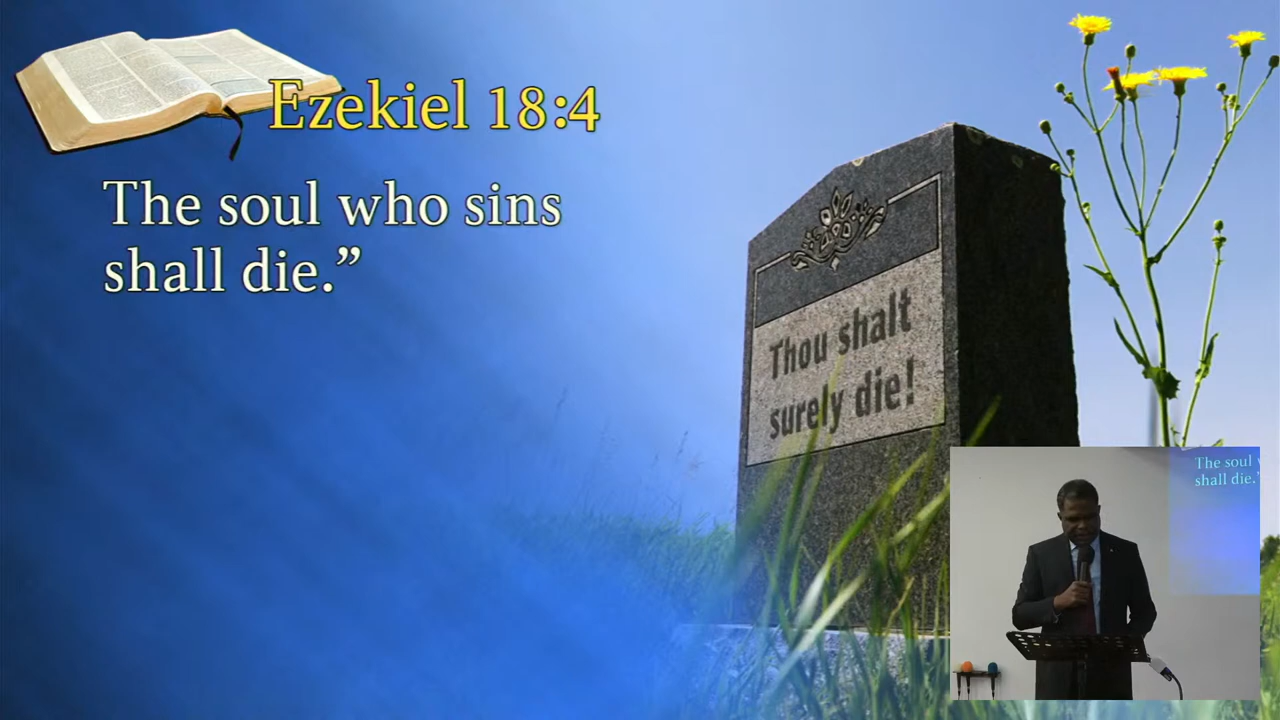 Ezekiel 18:4
The soul who sins
shall die.”
Thou shalt
surely die!
The soul
shall die.